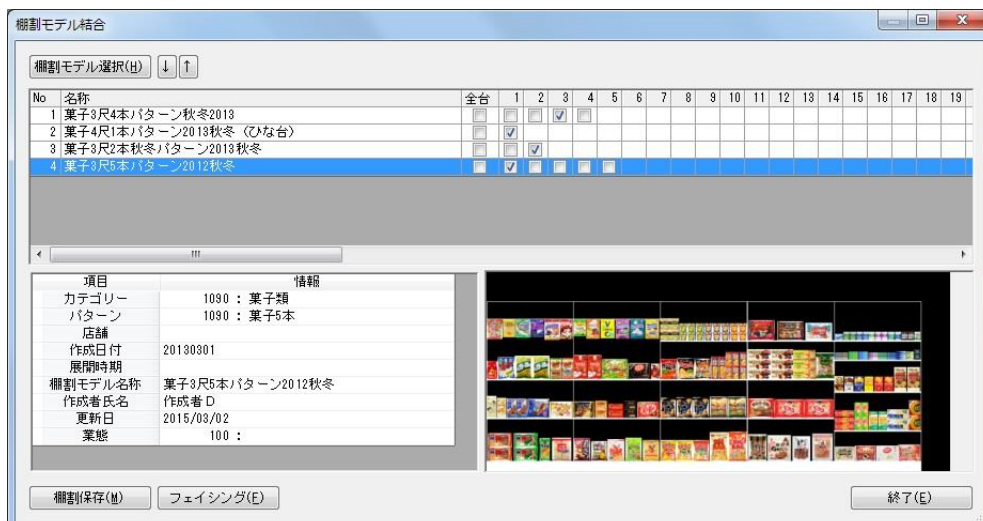 棚割モデル結合
棚割モデル選択(H) ↓ ↑
No 名称 全台 1 2 3 4 5 6 7 8 9 10 11 12 13 14 15 16 17 18 19
1 菓子3尺4本パターン秋冬2013
2 菓子4尺1本パターン2013秋冬（ひな台）
3 菓子3尺2本秋冬パターン2013秋冬
4 菓子3尺5本パターン2012秋冬
項目 情報
カテゴリー 1090 : 菓子類
パターン 1090 : 菓子5本
店舗
作成日付 20130301
展開時期
棚割モデル名称 菓子3尺5本パターン2012秋冬
作成者氏名 作成者D
更新日 2015/03/02
業態 100 :
棚割保存(M) フェイシング(F) 終了(E)